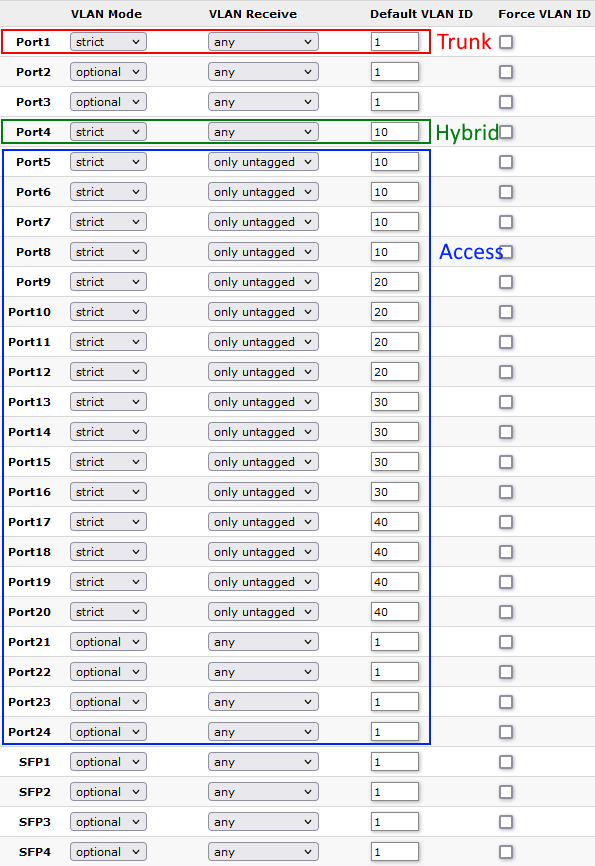 VLAN Mode VLAN Receive Default VLAN ID Force VLAN ID
Port1 strict any 1 Trunk
Port2 optional any 1
Port3 optional any 1
Port4 strict any 10 Hybrid
Port5 strict only untagged 10
Port6 strict only untagged 10
Port7 strict only untagged 10
Port8 strict only untagged 10 Access
Port9 strict only untagged 20
Port10 strict only untagged 20
Port11 strict only untagged 20
Port12 strict only untagged 20
Port13 strict only untagged 30
Port14 strict only untagged 30
Port15 strict only untagged 30
Port16 strict only untagged 30
Port17 strict only untagged 40
Port18 strict only untagged 40
Port19 strict only untagged 40
Port20 strict only untagged 40
Port21 optional any 1
Port22 optional any 1
Port23 optional any 1
Port24 optional any 1
SFP1 optional any 1
SFP2 optional any 1
SFP3 optional any 1
SFP4 optional any 1